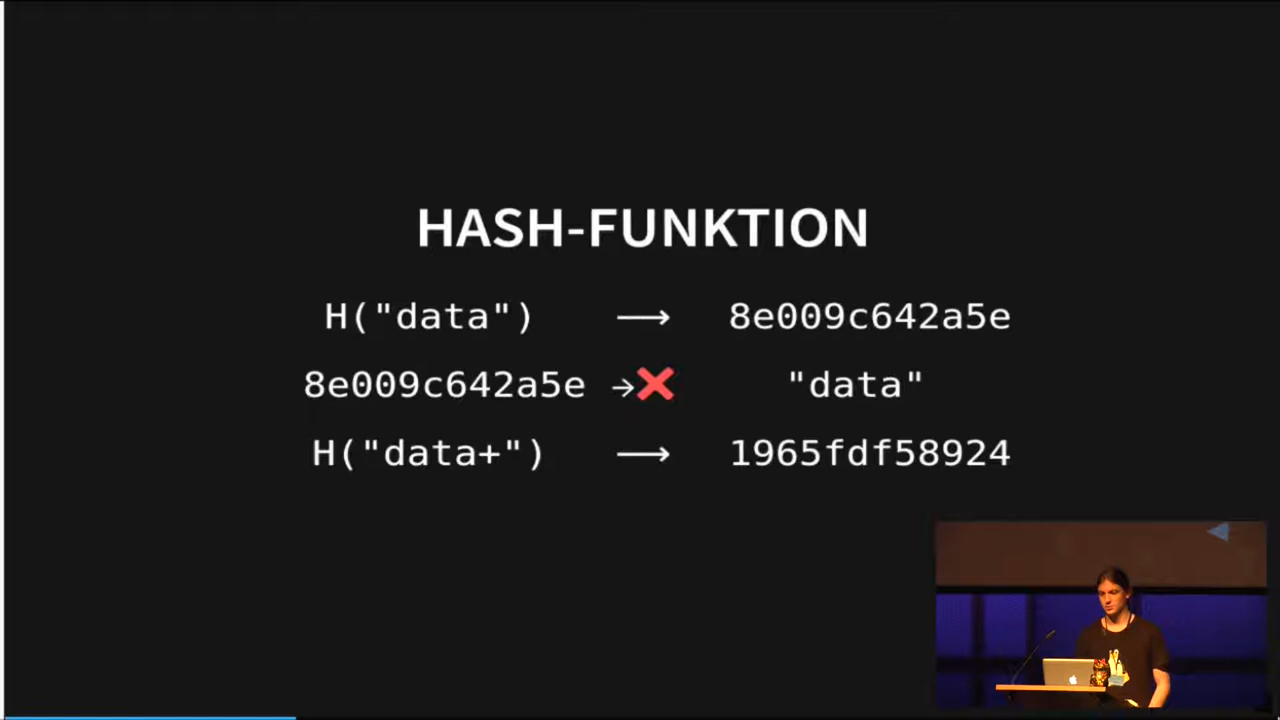 HASH-FUNKTION
H("data") ⟶ 8e009c642a5e
8e009c642a5e →❌ "data"
H("data+") ⟶ 1965fdf58924